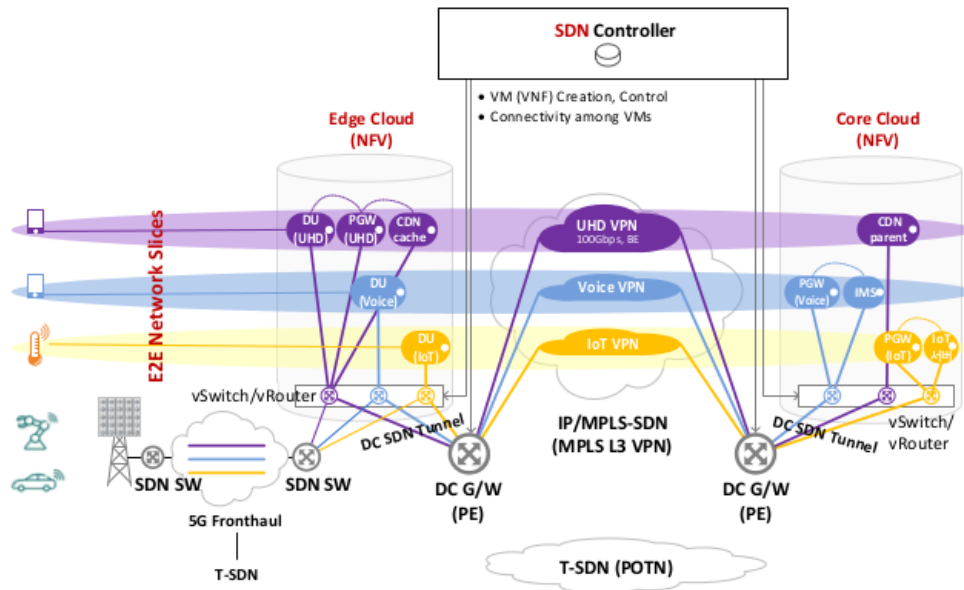 SDN Controller
• VM (VNF) Creation, Control
• Connectivity among VMs
Edge Cloud
(NFV)
Core Cloud
(NFV)
E2E Network Slices
DU
(UHD)
PGW
(UHD)
CDN
cache
UHD VPN
100Gbps, BE
CDN
parent
DU
(Voice)
Voice VPN
PGW
(Voice)
IMS
DU
(IoT)
IoT VPN
PGW
(IoT)
IoT
서버
vSwitch/vRouter
DC SDN Tunnel
IP/MPLS-SDN
(MPLS L3 VPN)
DC SDN Tunnel
vSwitch/
vRouter
SDN SW
SDN SW
DC G/W
(PE)
DC G/W
(PE)
5G Fronthaul
T-SDN
T-SDN (POTN)